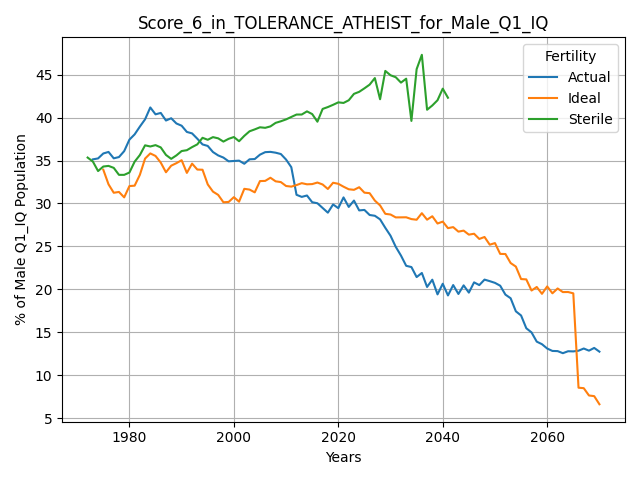 Score_6_in_TOLERANCE_ATHEIST_for_Male_Q1_IQ
Fertility
Actual
Ideal
Sterile
% of Male Q1_IQ Population
45
40
35
30
25
20
15
10
5
1980 2000 2020 2040 2060
Years